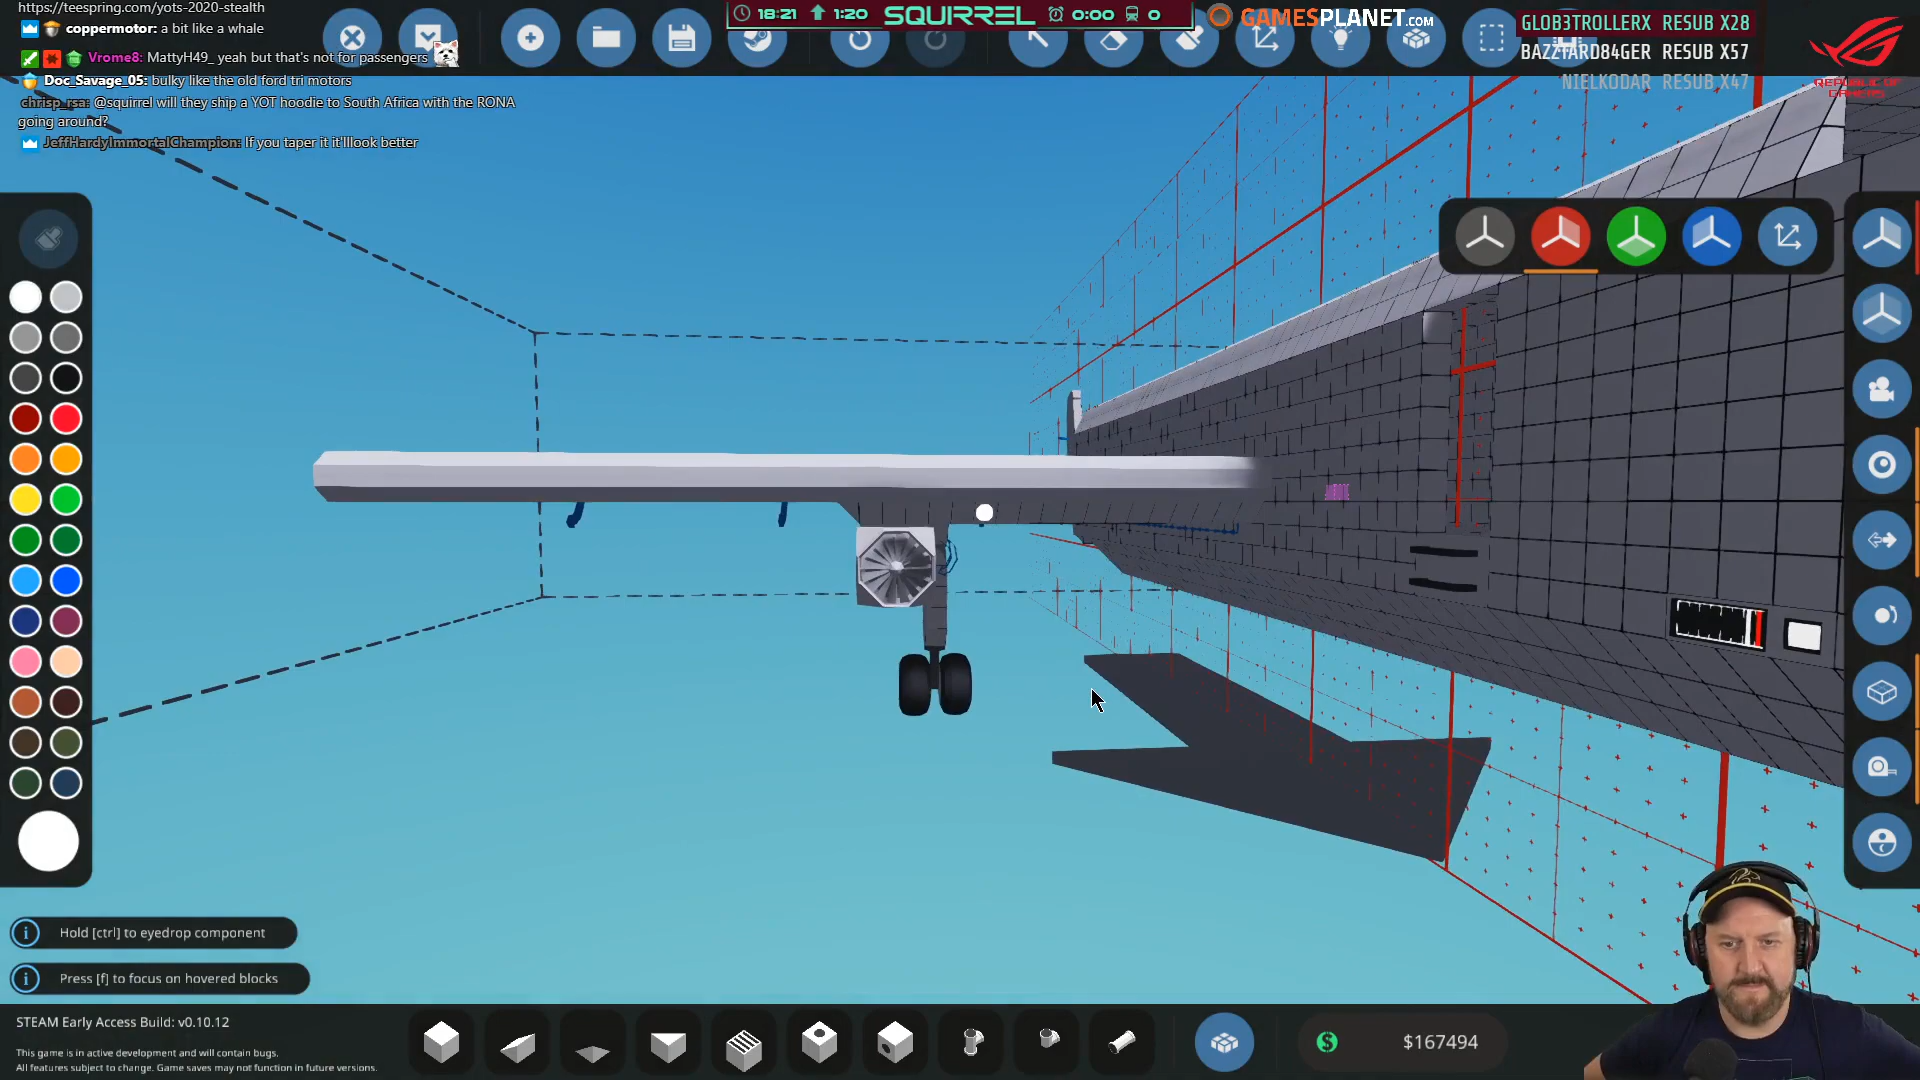 https://teespring.com/yots-2020-stealth
coppermotor: a bit like a whale
Vrome8: MattyH49_ yeah but that's not for passengers
Doc_Savage_05: bulky like the old ford tri motors
chrisp_rsa: @squirrel will they ship a YOT hoodie to South Africa with the RONA
going around?
JeffHardyImmortalChampion: If you taper it it'lllook better
18:21 1:20 SQUIRREL 0:00 0
GAMESPLANET.COM
GLOB3TROLLERX RESUB X28
BAZZTARD84GER RESUB X57
NIELKODAR RESUB X47
REPUBLIC OF
GAMERS
Hold [ctrl] to eyedrop component
Press [f] to focus on hovered blocks
STEAM Early Access Build: v0.10.12
This game is in active development and will contain bugs.
All features subject to change. Game saves may not function in future versions.
$167494